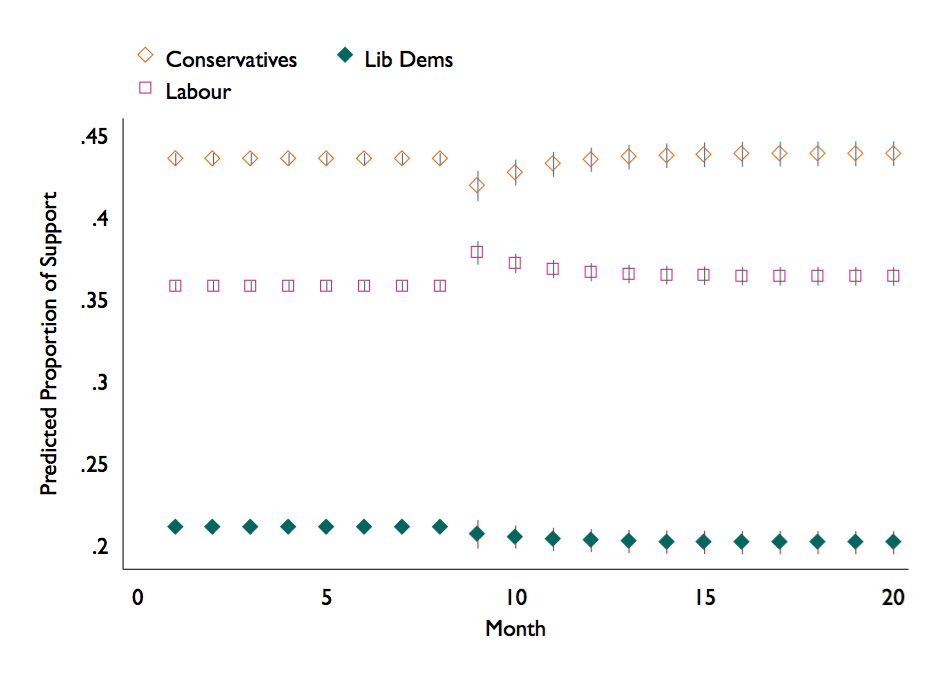 Conservatives Lib Dems
Labour
Predicted Proportion of Support
.45
.4
.35
.3
.25
.2
0 5 10 15 20
Month